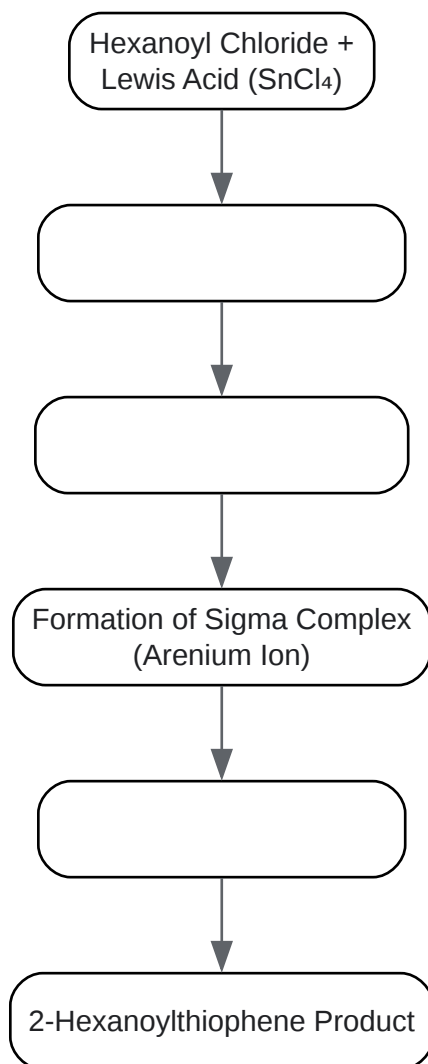 Hexanoyl Chloride +
Lewis Acid (SnCl₄)
Formation of Sigma Complex
(Arenium Ion)
2-Hexanoylthiophene Product